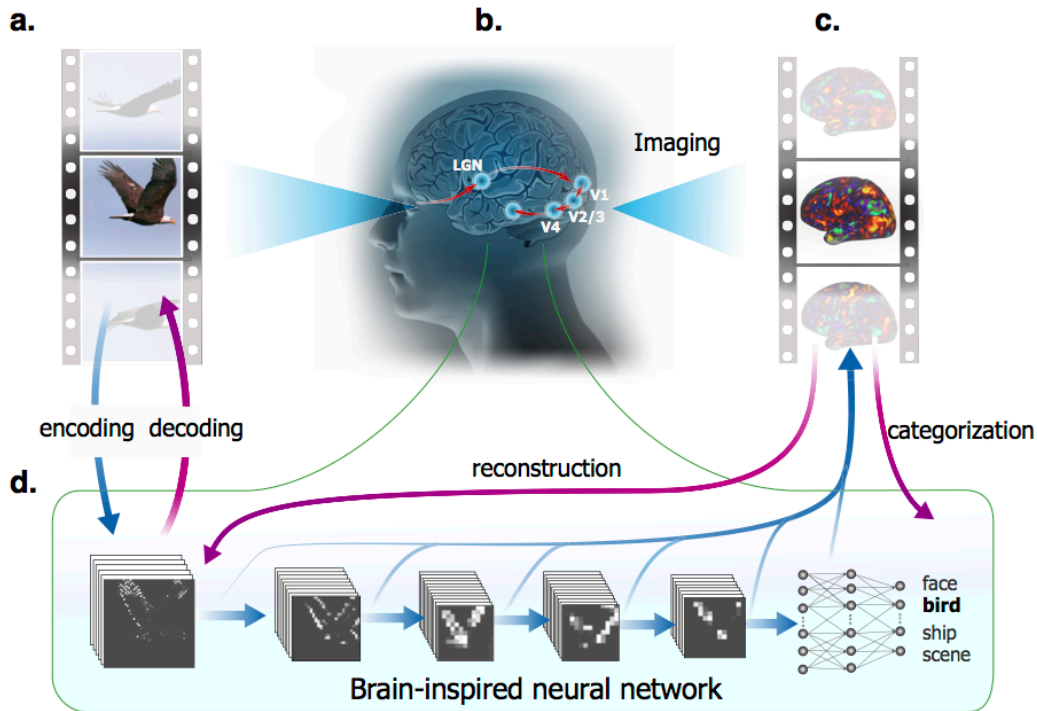 a.
b.
c.
Imaging
LGN
V1
V2/3
V4
encoding
decoding
categorization
reconstruction
d.
face
bird
ship
scene
Brain-inspired neural network